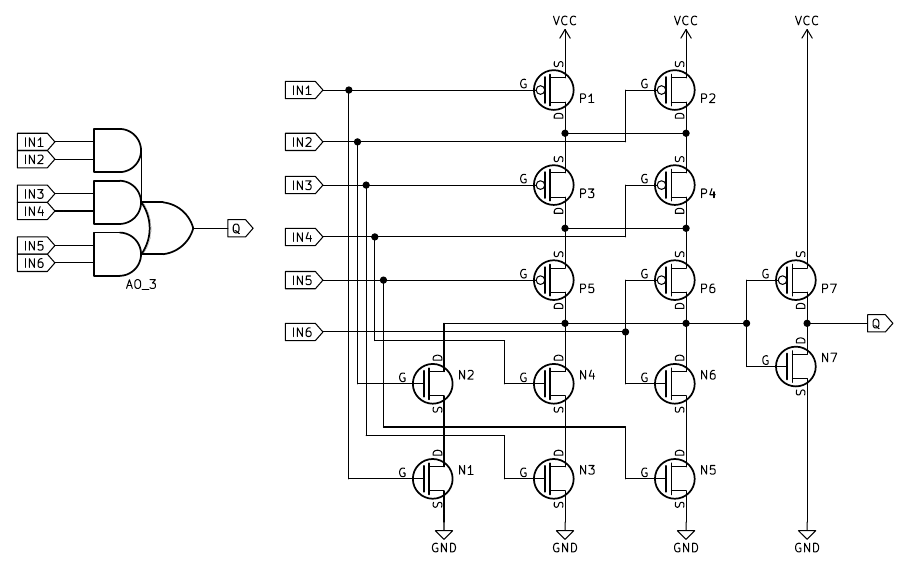 VCC VCC VCC
S S
IN1 G P1 G P2
D D
IN1
IN2
IN2
S S
IN3
IN4
IN3 G P3 G P4
D D
IN4
Q
IN5
IN6
S S S
AO_3
IN5 G P5 G P6 G P7
D D D
IN6 Q
D D D D
G N2 G N4 G N6 G N7
S S S S
D D D
G N1 G N3 G N5
S S S
GND GND GND GND